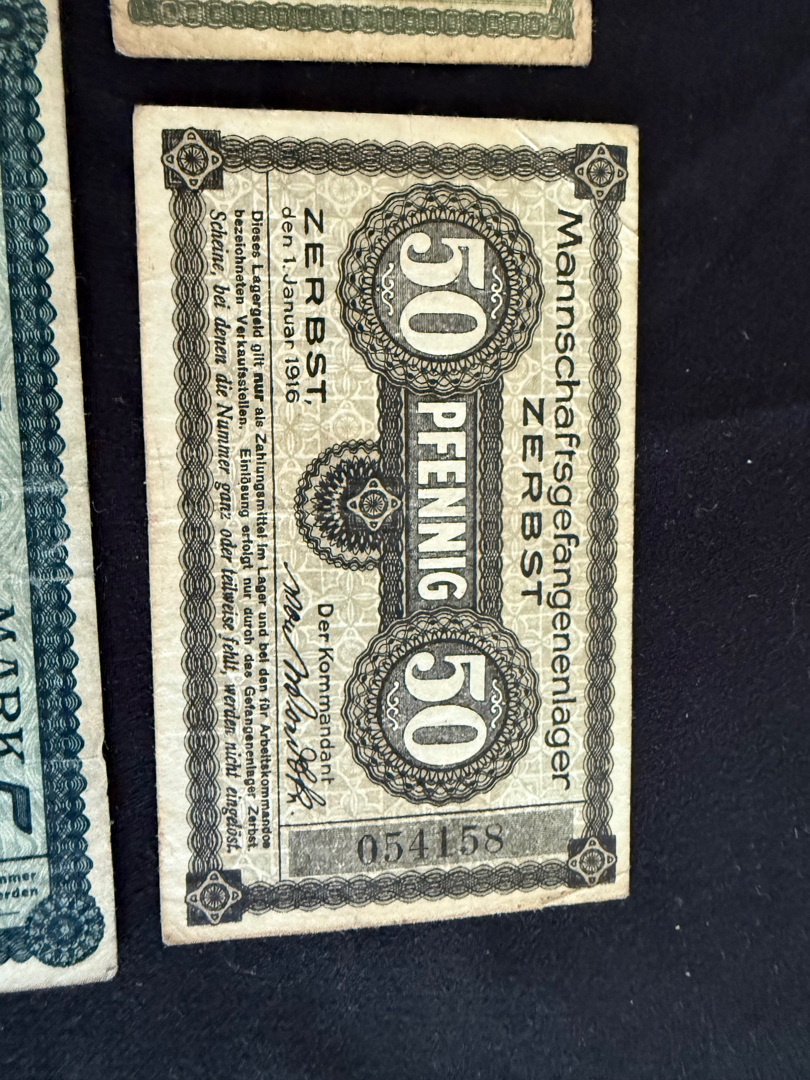 Mannschaftsgefangenenlager
ZERBST
50 PFENNIG 50
ZERBST,
den 1. Januar 1916
Der Kommandant
Dieses Lagergeld gilt nur als Zahlungsmittel im Lager und bei den für Arbeitskommandos
bezeichneten Verkaufsstellen. Einlösung erfolgt nur durch das Gefangenenlager Zerbst.
Scheine, bei denen die Nummer ganz oder teilweise fehlt, werden nicht eingelöst.
054158
MARK